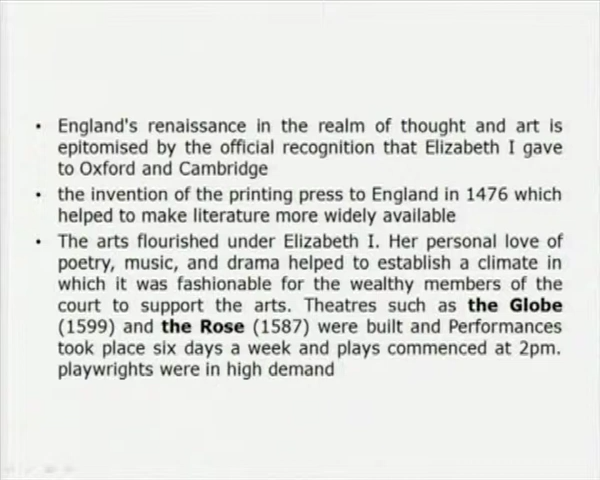 • England's renaissance in the realm of thought and art is
epitomised by the official recognition that Elizabeth I gave
to Oxford and Cambridge
• the invention of the printing press to England in 1476 which
helped to make literature more widely available
• The arts flourished under Elizabeth I. Her personal love of
poetry, music, and drama helped to establish a climate in
which it was fashionable for the wealthy members of the
court to support the arts. Theatres such as the Globe
(1599) and the Rose (1587) were built and Performances
took place six days a week and plays commenced at 2pm.
playwrights were in high demand